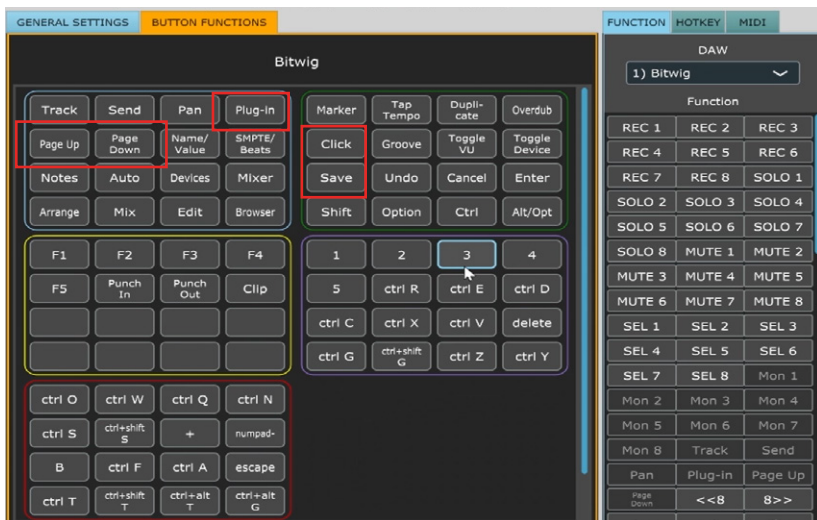 GENERAL SETTINGS BUTTON FUNCTIONS
Bitwig
Track Send Pan Plug-in
Page Up Page Down Name/Value SMPTE/Beats
Notes Auto Devices Mixer
Arrange Mix Edit Browser
Marker Tap Tempo Dupli-cate Overdub
Click Groove Toggle VU Toggle Device
Save Undo Cancel Enter
Shift Option Ctrl Alt/Opt
F1 F2 F3 F4
F5 Punch In Punch Out Clip
1 2 3 4
5 ctrl R ctrl E ctrl D
ctrl C ctrl X ctrl V delete
ctrl G ctrl+shift G ctrl Z ctrl Y
ctrl O ctrl W ctrl Q ctrl N
ctrl S ctrl+shift S + numpad-
B ctrl F ctrl A escape
ctrl T ctrl+shift T ctrl+alt T ctrl+alt G
FUNCTION HOTKEY MIDI
DAW
1) Bitwig
Function
REC 1 REC 2 REC 3
REC 4 REC 5 REC 6
REC 7 REC 8 SOLO 1
SOLO 2 SOLO 3 SOLO 4
SOLO 5 SOLO 6 SOLO 7
SOLO 8 MUTE 1 MUTE 2
MUTE 3 MUTE 4 MUTE 5
MUTE 6 MUTE 7 MUTE 8
SEL 1 SEL 2 SEL 3
SEL 4 SEL 5 SEL 6
SEL 7 SEL 8 Mon 1
Mon 2 Mon 3 Mon 4
Mon 5 Mon 6 Mon 7
Mon 8 Track Send
Pan Plug-in Page Up
Page Down <<8 8>>